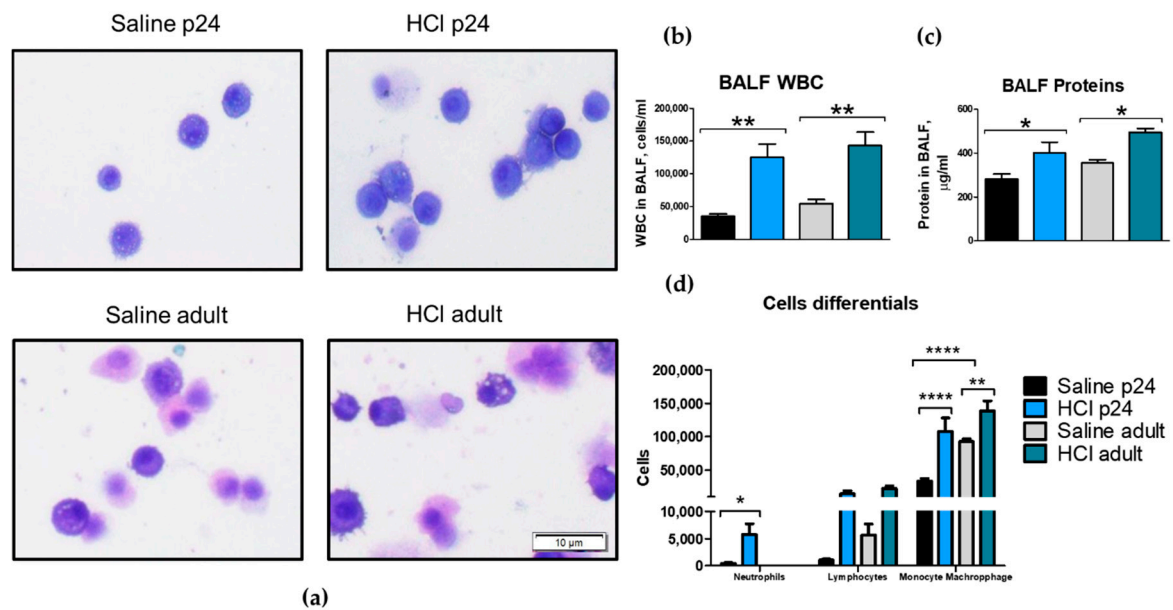 Saline p24
HCl p24
Saline adult
HCl adult
10 µm
(a)
(b)
BALF WBC
WBC in BALF, cells/ml
200,000
150,000
100,000
50,000
0
**
**
(c)
BALF Proteins
Protein in BALF,
µg/ml
600
400
200
0
*
*
(d)
Cells differentials
Cells
200,000
150,000
100,000
50,000
10,000
5,000
0
*
****
****
**
Neutrophils
Lymphocytes
Monocyte Macropphage
Saline p24
HCl p24
Saline adult
HCl adult